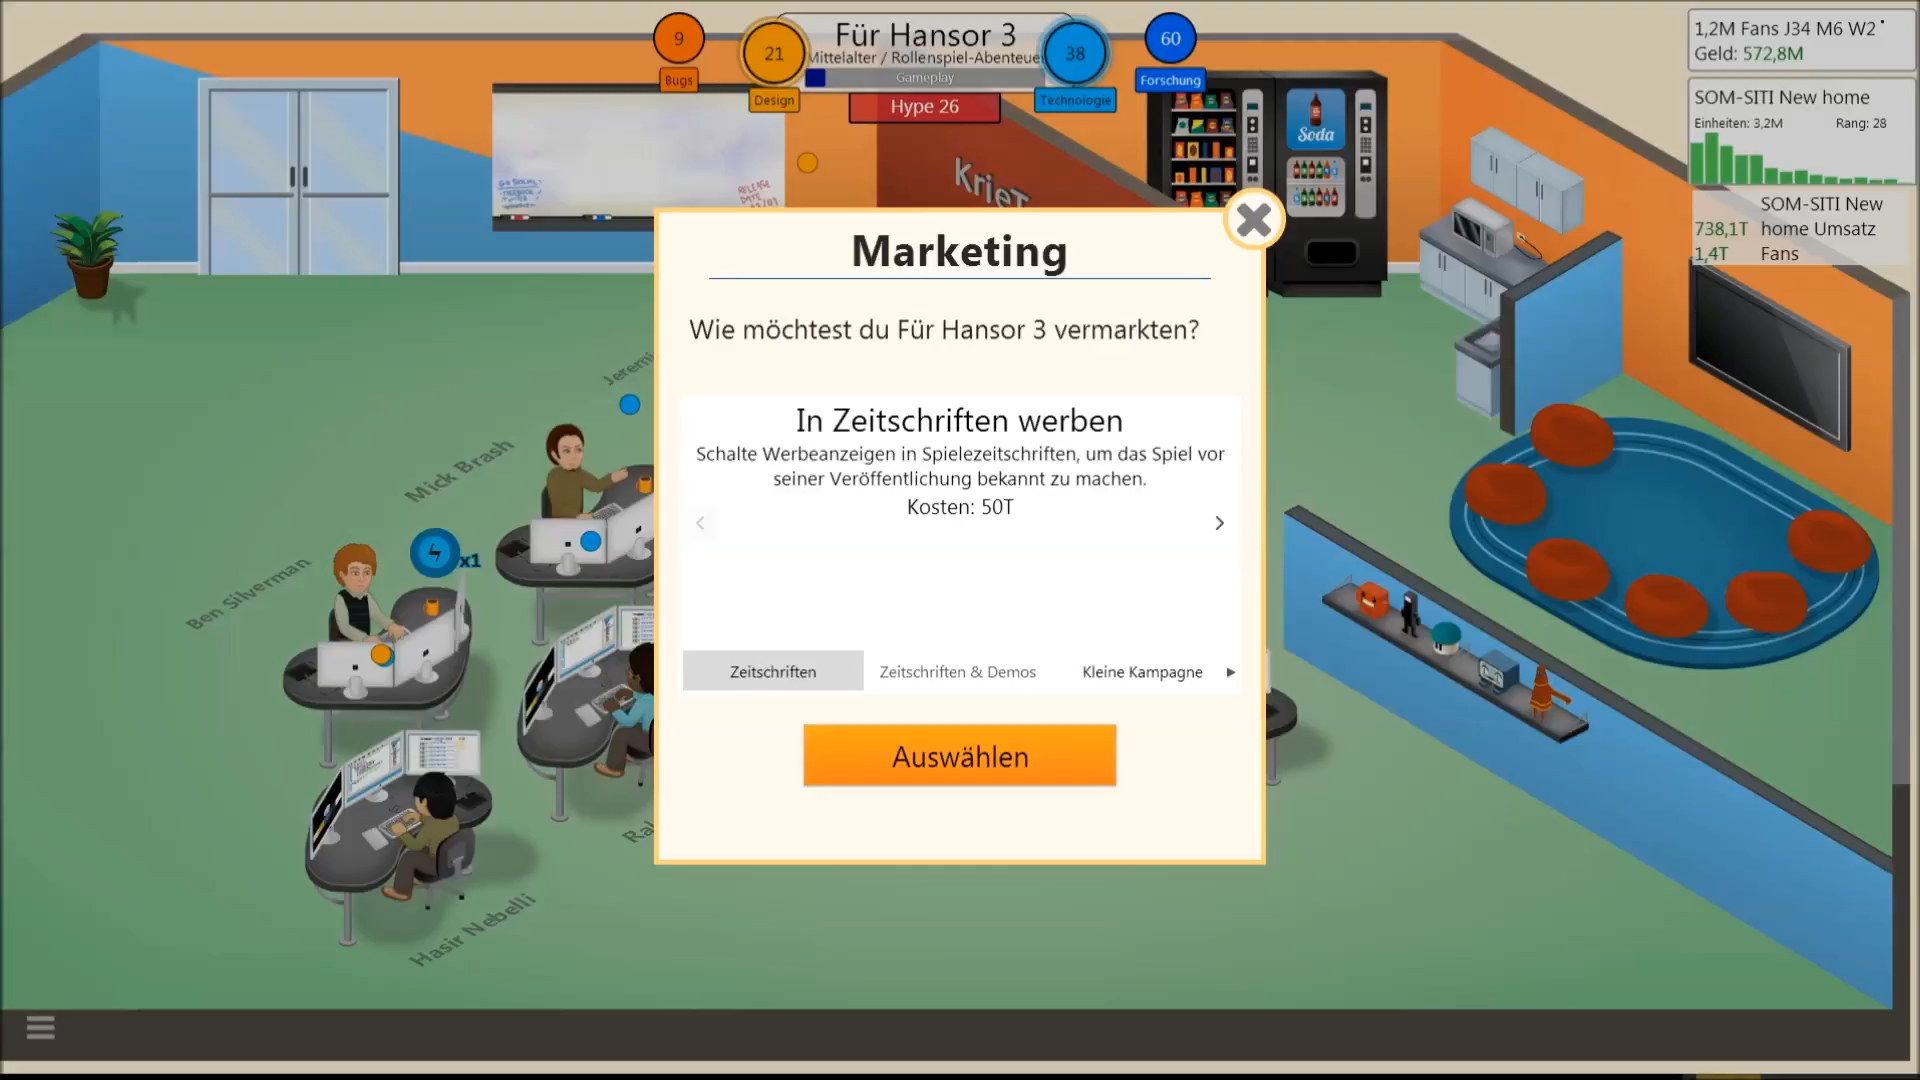 9
Bugs
21
Design
Für Hansor 3
Mittelalter / Rollenspiel-Abenteue
Gameplay
Hype 26
38
Technologie
60
Forschung
1,2M Fans J34 M6 W2
Geld: 572,8M
SOM-SITI New home
Einheiten: 3,2M
Rang: 28
SOM-SITI New
738,1T home Umsatz
1,4T Fans
RELEASE
DATE
Soda
Marketing
Wie möchtest du Für Hansor 3 vermarkten?
In Zeitschriften werben
Schalte Werbeanzeigen in Spielezeitschriften, um das Spiel vor
seiner Veröffentlichung bekannt zu machen.
Kosten: 50T
Zeitschriften
Zeitschriften & Demos
Kleine Kampagne
Auswählen
Mick Brash
Ben Silverman
x1
Hasir Nebelli